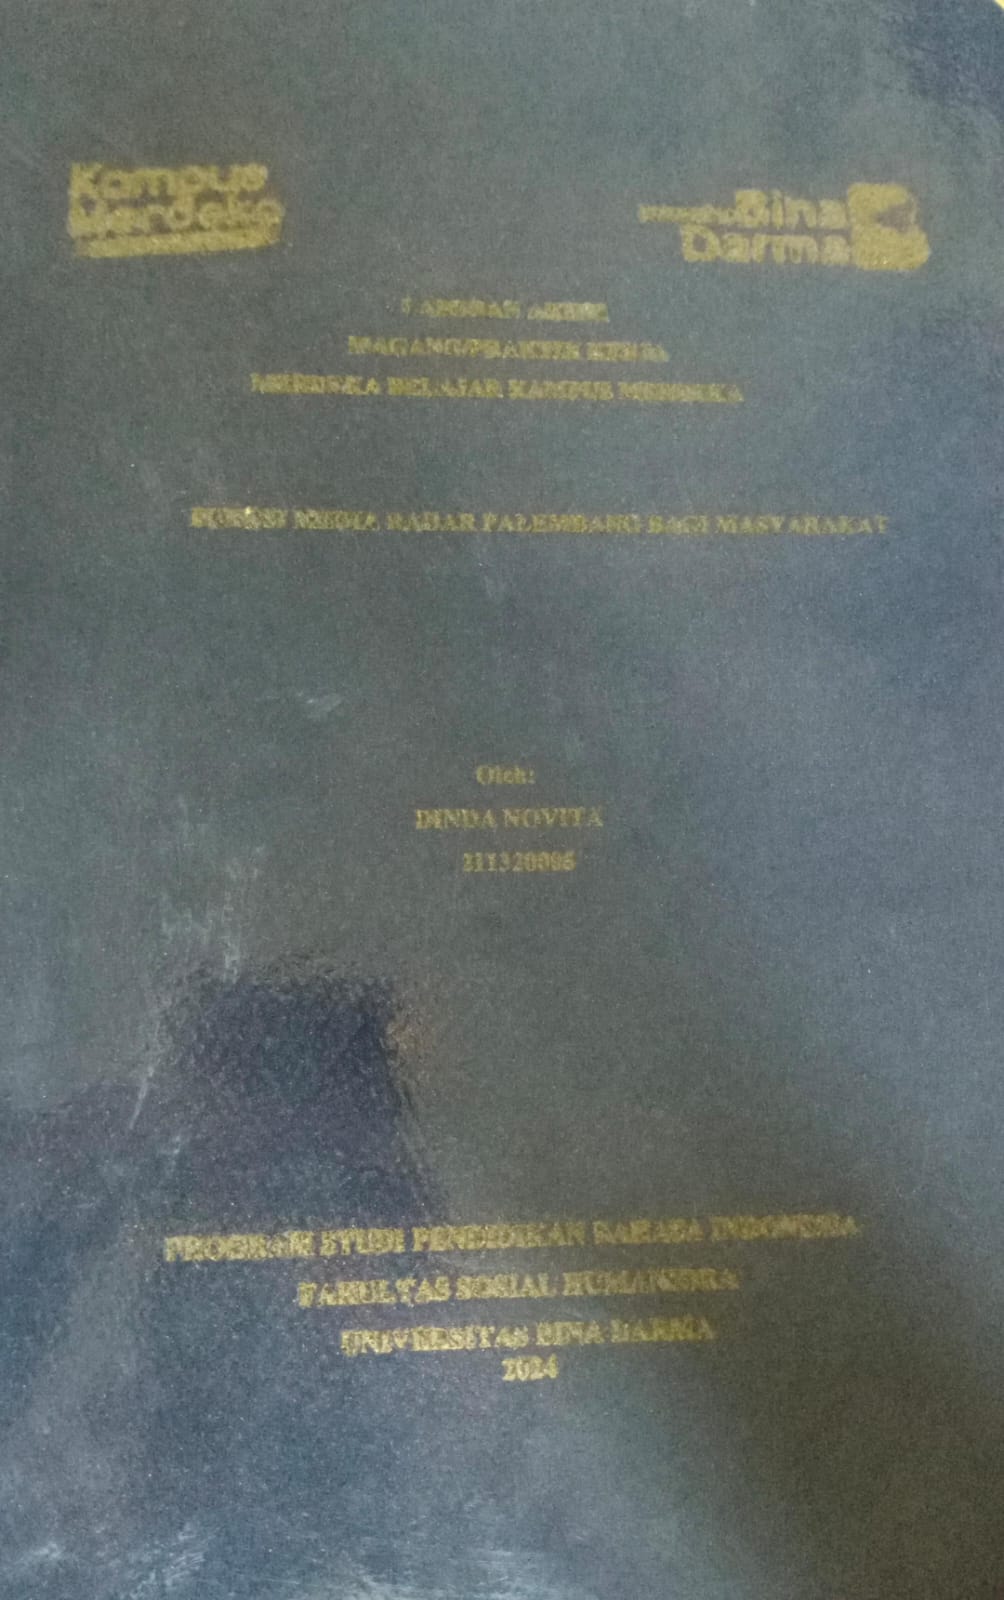 Kampus
Merdeka
Bina
Darma
LAPORAN AKHIR
MAGANG/PRAKTEK KERJA
MERDEKA BELAJAR KAMPUS MERDEKA
FUNGSI MEDIA RADAR PALEMBANG BAGI MASYARAKAT
Oleh:
DINDA NOVITA
211320006
PROGRAM STUDI PENDIDIKAN BAHASA INDONESIA
FAKULTAS SOSIAL HUMANIORA
UNIVERSITAS BINA DARMA
2024